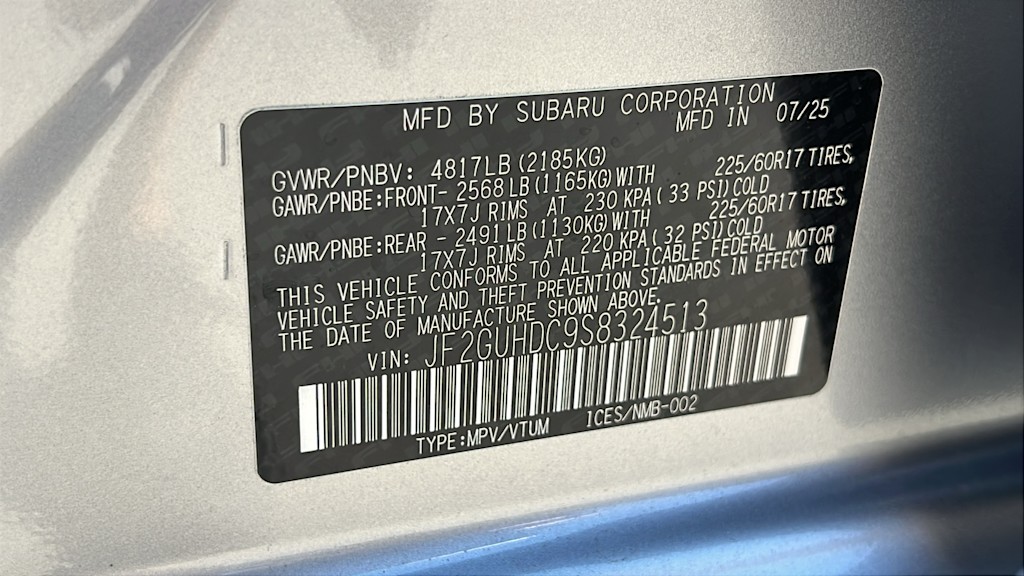 MFD BY SUBARU CORPORATION
MFD IN 07/25
GVWR/PNBV: 4817LB (2185KG)
GAWR/PNBE:FRONT- 2568 LB (1165KG) WITH 225/60R17 TIRES,
17X7J RIMS AT 230 KPA ( 33 PSI) COLD
GAWR/PNBE:REAR - 2491 LB (1130KG) WITH 225/60R17 TIRES,
17X7J RIMS AT 220 KPA ( 32 PSI) COLD
THIS VEHICLE CONFORMS TO ALL APPLICABLE FEDERAL MOTOR
VEHICLE SAFETY AND THEFT PREVENTION STANDARDS IN EFFECT ON
THE DATE OF MANUFACTURE SHOWN ABOVE.
VIN: JF2GUHDC9S8324513
TYPE:MPV/VTUM ICES/NMB-002